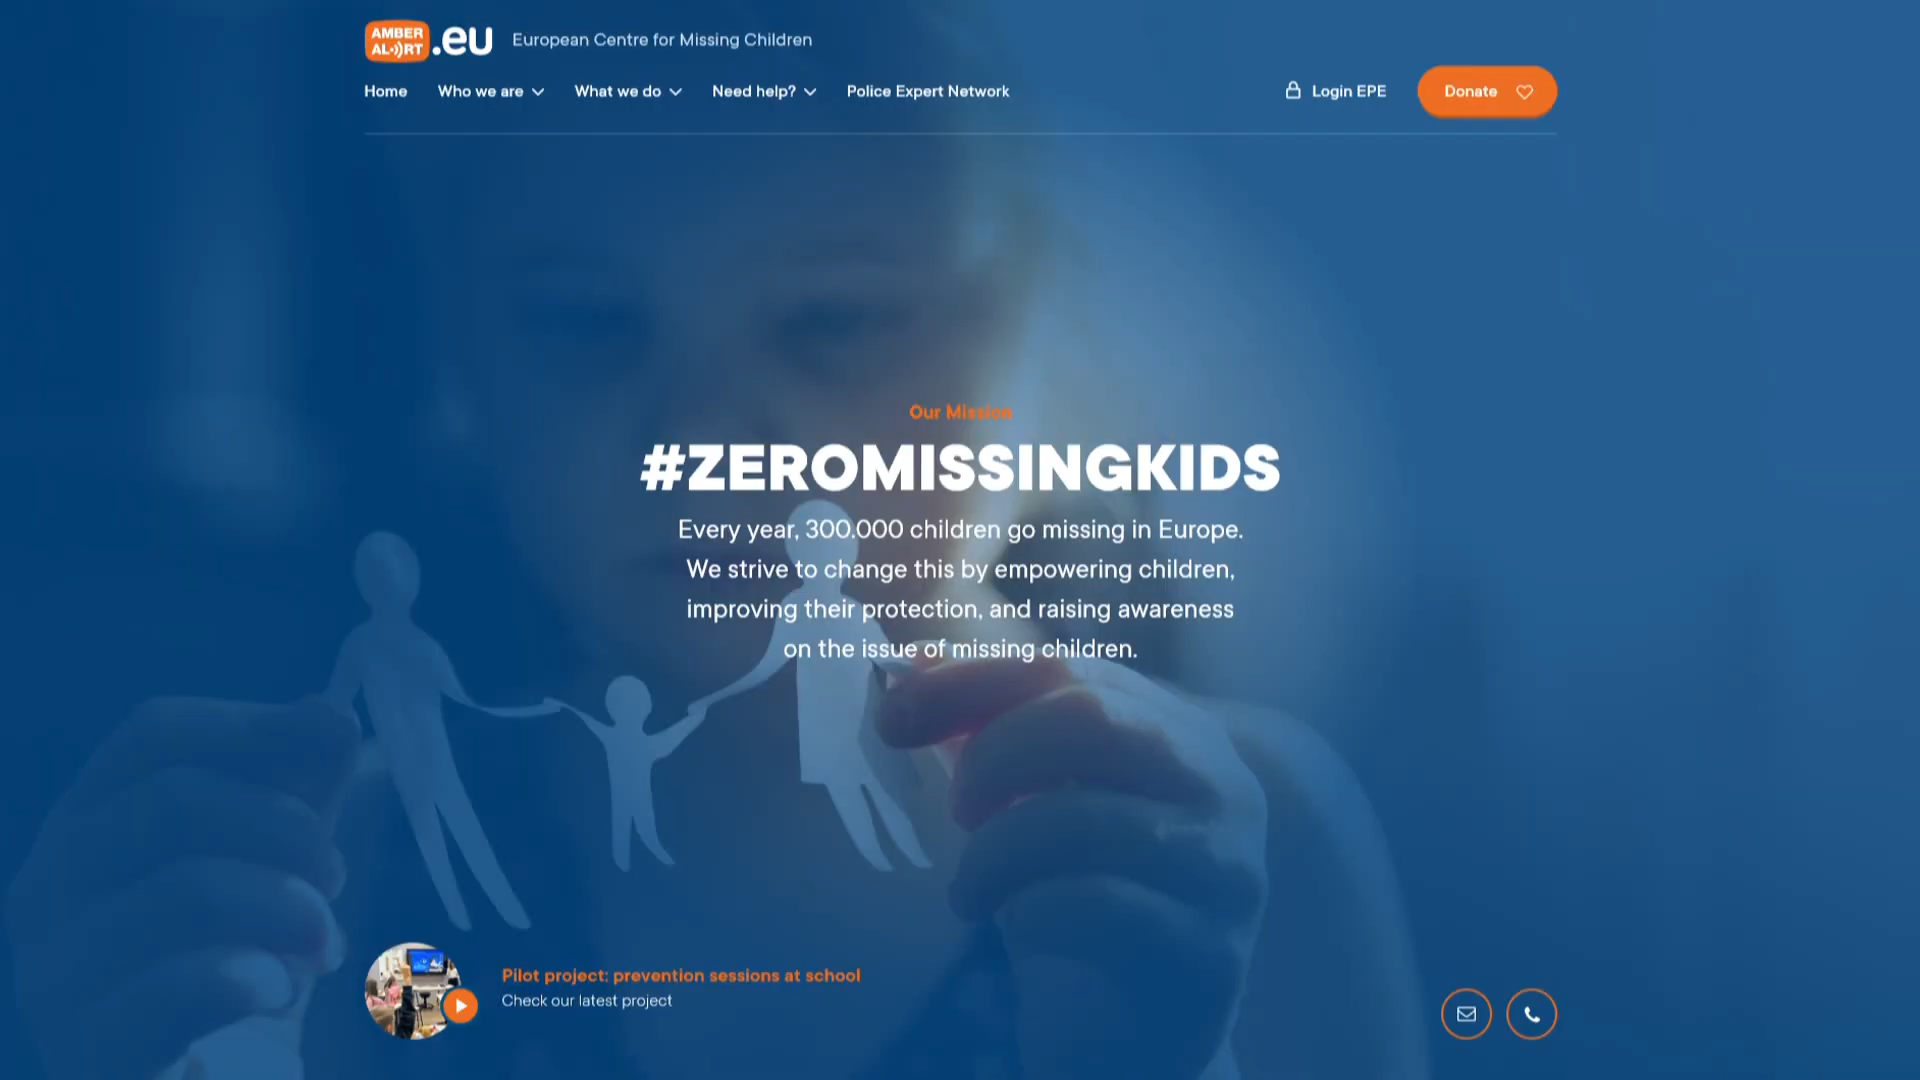 AMBER
AL·))RT
.eu
European Centre for Missing Children
Home
Who we are
What we do
Need help?
Police Expert Network
Login EPE
Donate
Our Mission
#ZEROMISSINGKIDS
Every year, 300.000 children go missing in Europe.
We strive to change this by empowering children,
improving their protection, and raising awareness
on the issue of missing children.
Pilot project: prevention sessions at school
Check our latest project